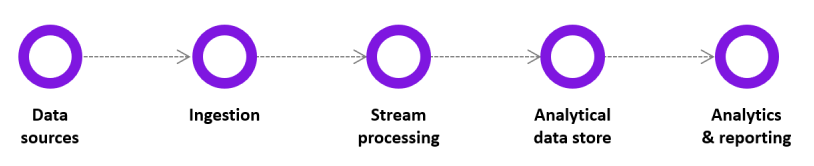 Data
sources
Ingestion
Stream
processing
Analytical
data store
Analytics
& reporting